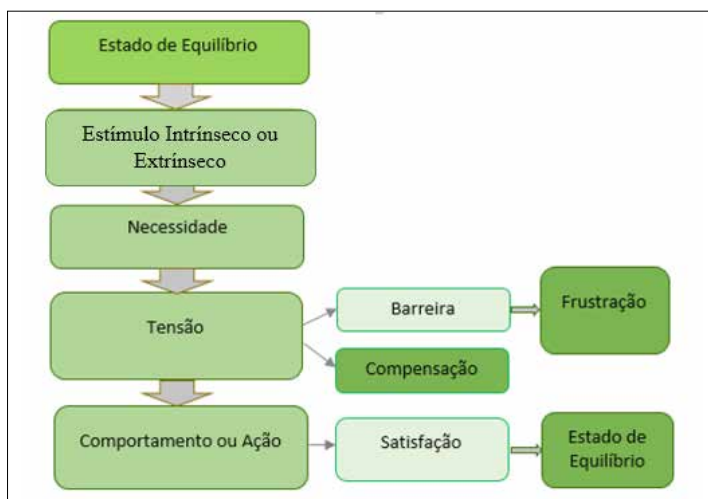 Estado de Equilíbrio
Estímulo Intrínseco ou
Extrínseco
Necessidade
Tensão
Barreira
Frustração
Compensação
Comportamento ou Ação
Satisfação
Estado de
Equilíbrio